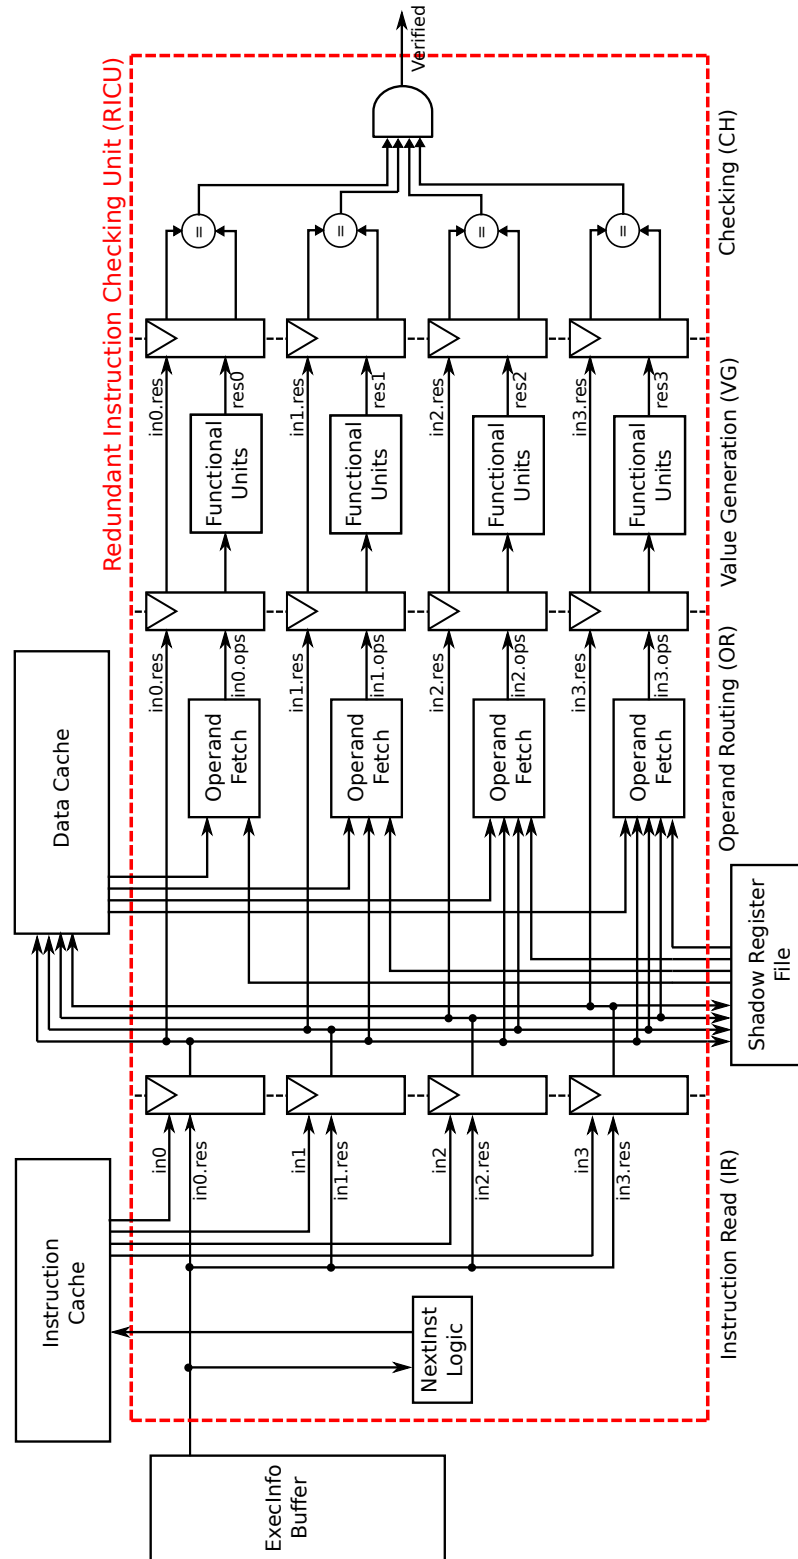 Redundant Instruction Checking Unit (RICU)
ExecInfo
Buffer
Instruction
Cache
NextInst
Logic
in0
in0.res
in1
in1.res
in2
in2.res
in3
in3.res
Instruction Read (IR)
Data Cache
Shadow Register
File
Operand
Fetch
Operand
Fetch
Operand
Fetch
Operand
Fetch
in0.res
in0.ops
in1.res
in1.ops
in2.res
in2.ops
in3.res
in3.ops
Operand Routing (OR)
Functional
Units
Functional
Units
Functional
Units
Functional
Units
in0.res
res0
in1.res
res1
in2.res
res2
in3.res
res3
Value Generation (VG)
=
=
=
=
Checking (CH)
Verified